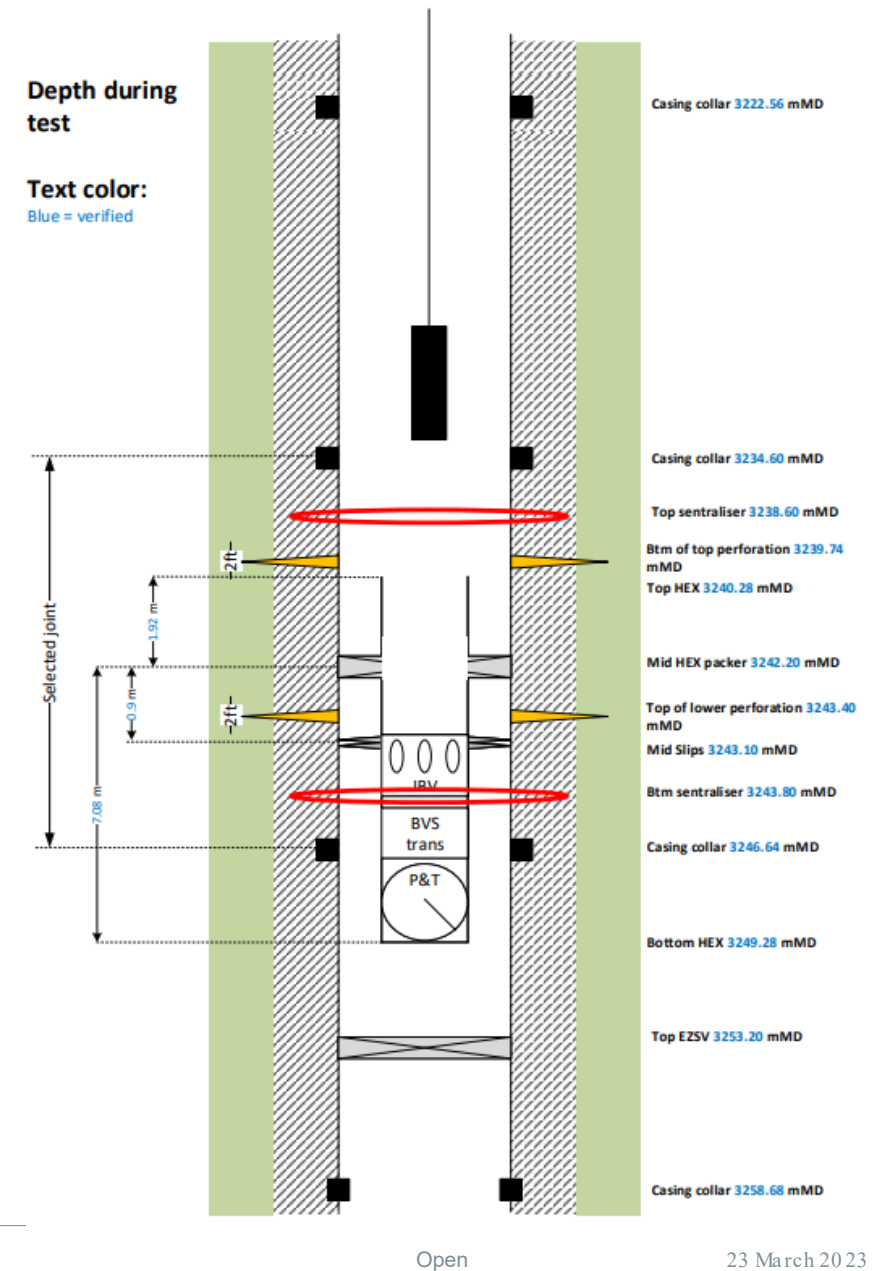 Depth during
test
Text color:
Blue = verified
Casing collar 3222.56 mMD
Casing collar 3234.60 mMD
Top sentraliser 3238.60 mMD
Btm of top perforation 3239.74
mMD
Top HEX 3240.28 mMD
2ft
1.92 m
Selected joint
Mid HEX packer 3242.20 mMD
0.9 m
Top of lower perforation 3243.40
mMD
2ft
Mid Slips 3243.10 mMD
7.08 m
Btm sentraliser 3243.80 mMD
BVS
trans
Casing collar 3246.64 mMD
P&T
Bottom HEX 3249.28 mMD
Top EZSV 3253.20 mMD
Casing collar 3258.68 mMD
Open
23 March 2023